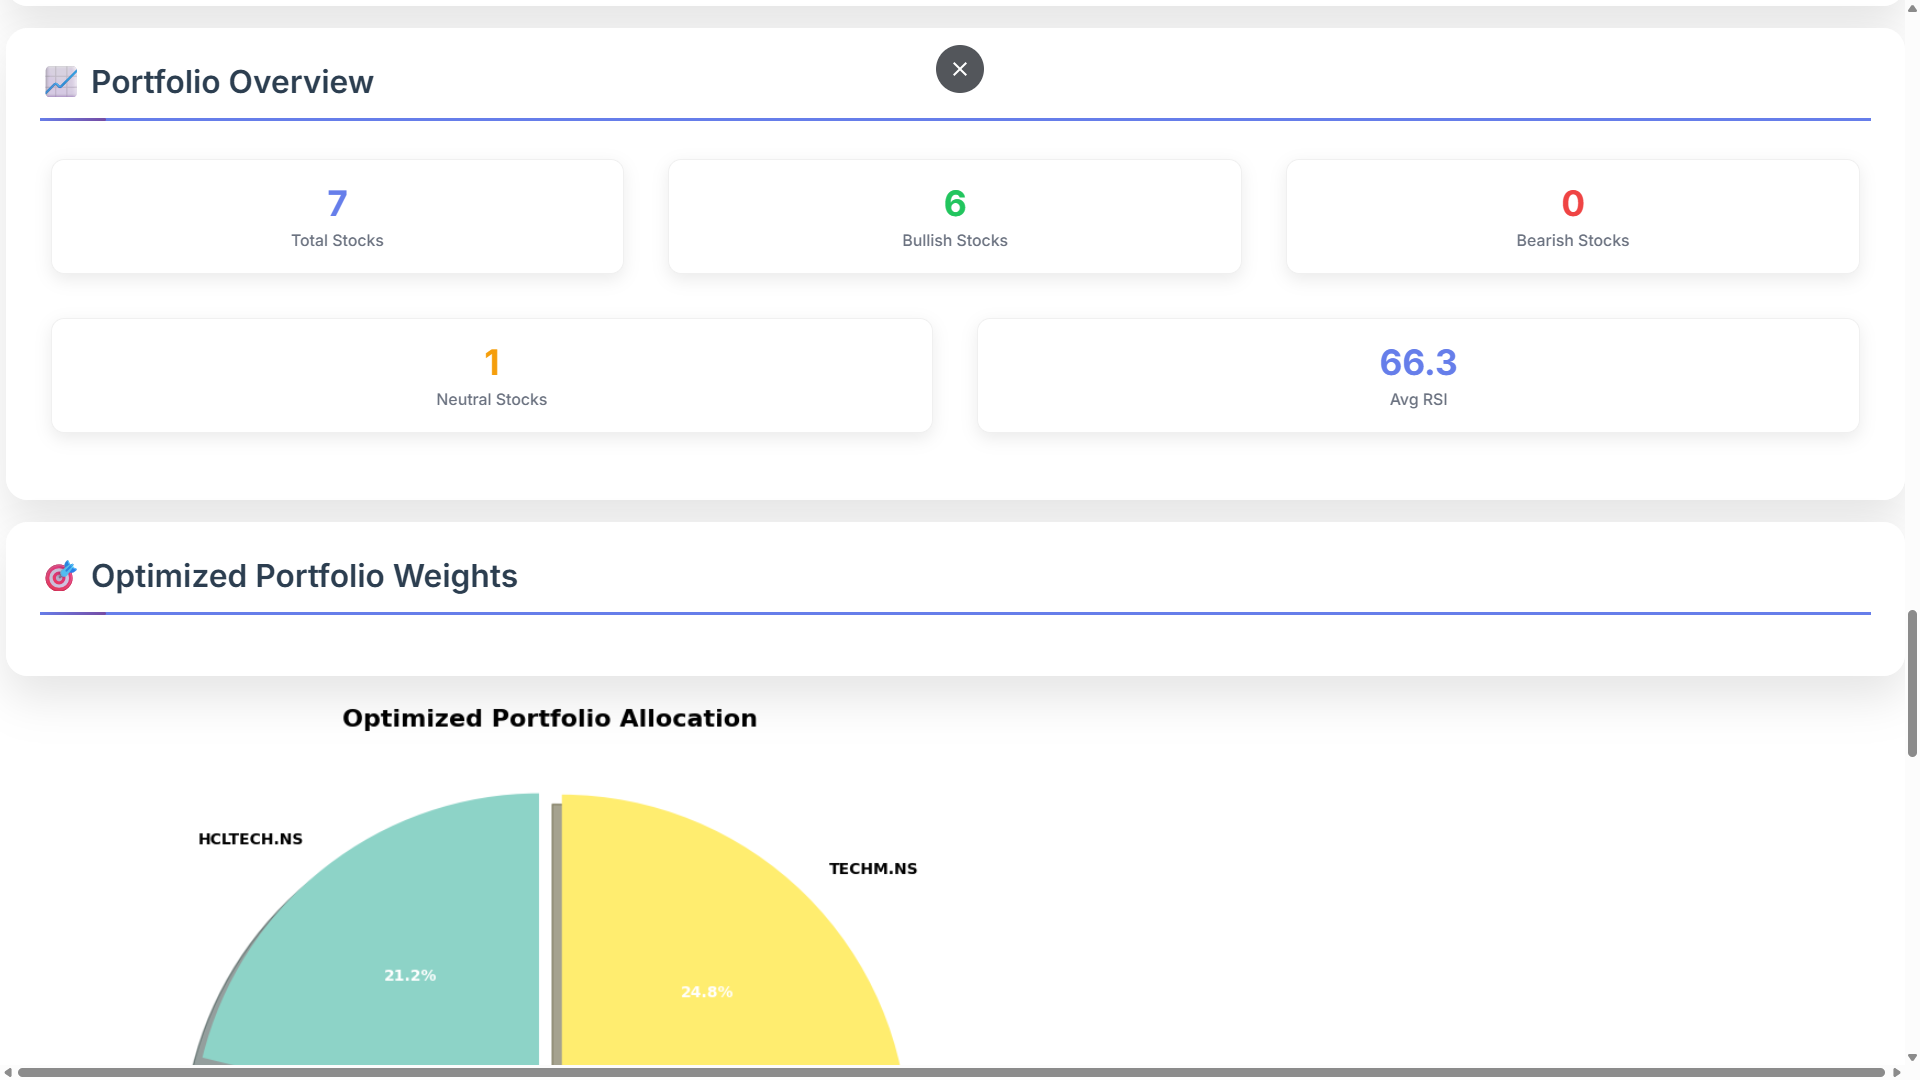 Portfolio Overview
7
Total Stocks
6
Bullish Stocks
0
Bearish Stocks
1
Neutral Stocks
66.3
Avg RSI
Optimized Portfolio Weights
Optimized Portfolio Allocation
HCLTECH.NS
TECHM.NS
21.2%
24.8%